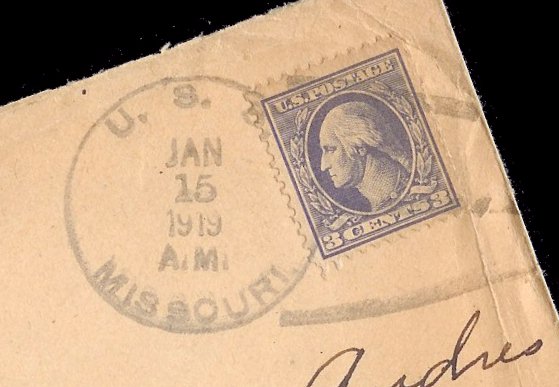 U. S.
JAN
15
1919
A.M.
MISSOURI
U.S.POSTAGE
3 CENTS 3